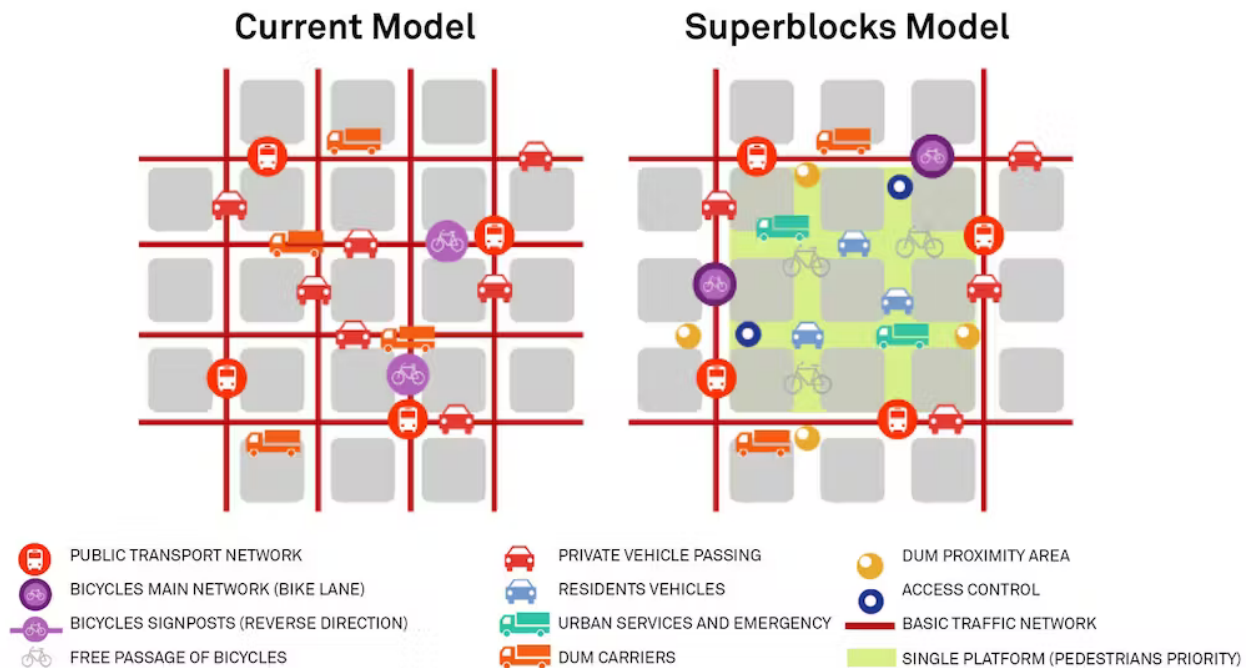 Current Model
Superblocks Model
PUBLIC TRANSPORT NETWORK
BICYCLES MAIN NETWORK (BIKE LANE)
BICYCLES SIGNPOSTS (REVERSE DIRECTION)
FREE PASSAGE OF BICYCLES
PRIVATE VEHICLE PASSING
RESIDENTS VEHICLES
URBAN SERVICES AND EMERGENCY
DUM CARRIERS
DUM PROXIMITY AREA
ACCESS CONTROL
BASIC TRAFFIC NETWORK
SINGLE PLATFORM (PEDESTRIANS PRIORITY)